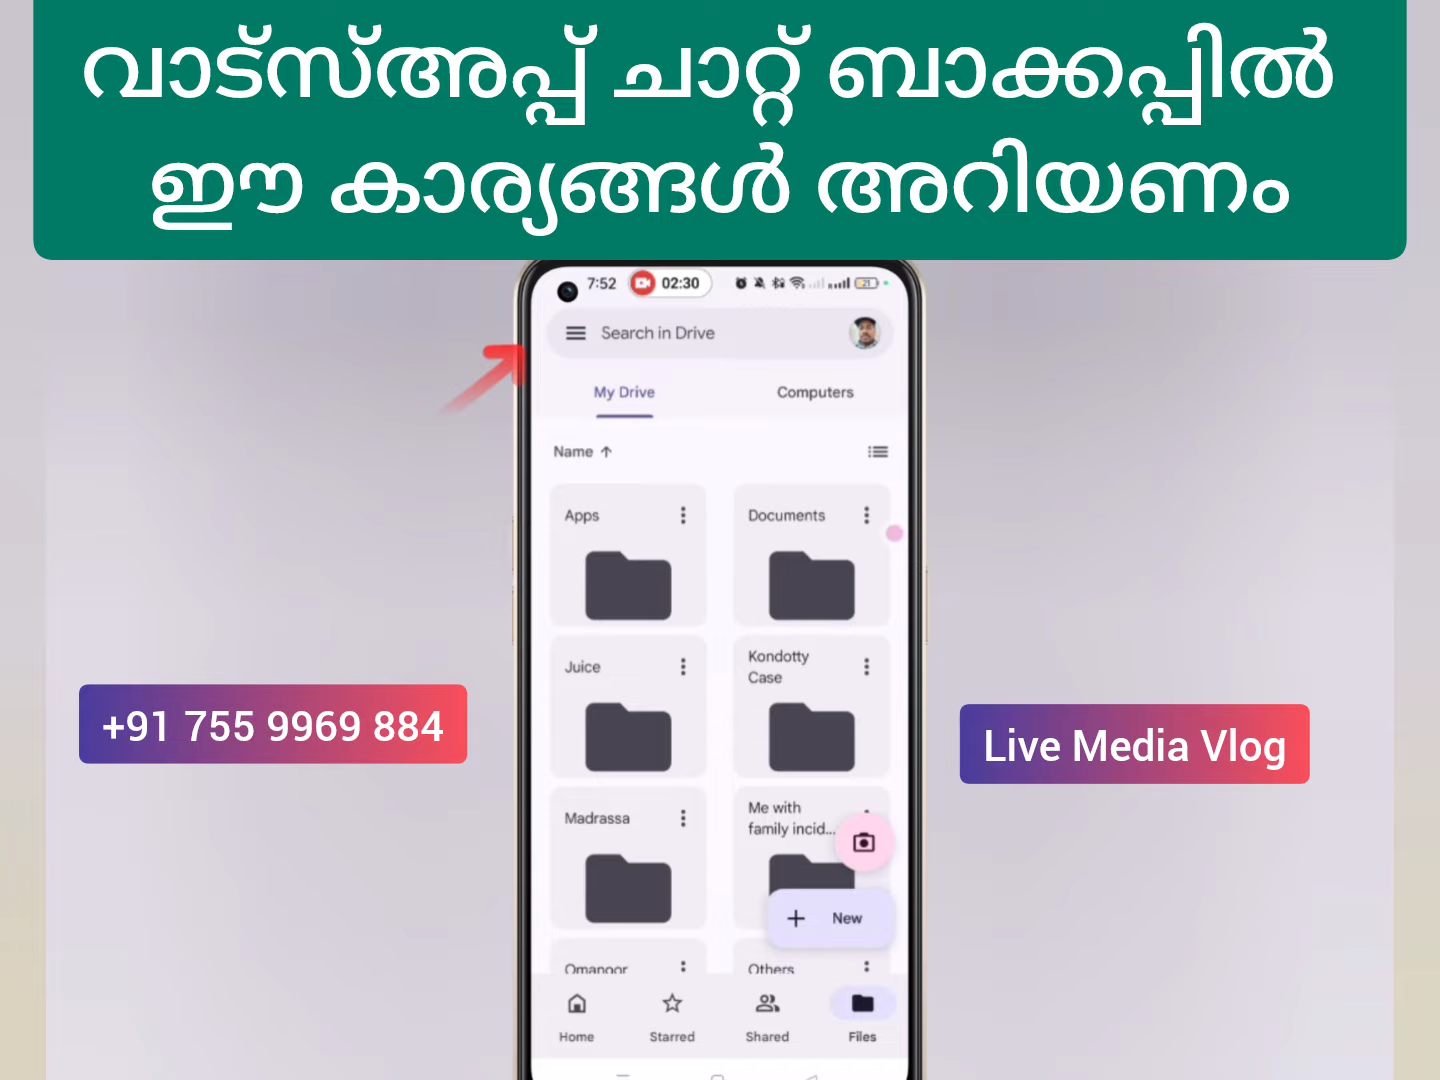 വാട്സ്അപ്പ് ചാറ്റ് ബാക്കപ്പിൽ
ഈ കാര്യങ്ങൾ അറിയണം
7:52 02:30 21
Search in Drive
My Drive Computers
Name
Apps Documents
Juice Kondotty Case
Madrassa Me with family incid...
New
Omanoor Others
Home Starred Shared Files
+91 755 9969 884
Live Media Vlog